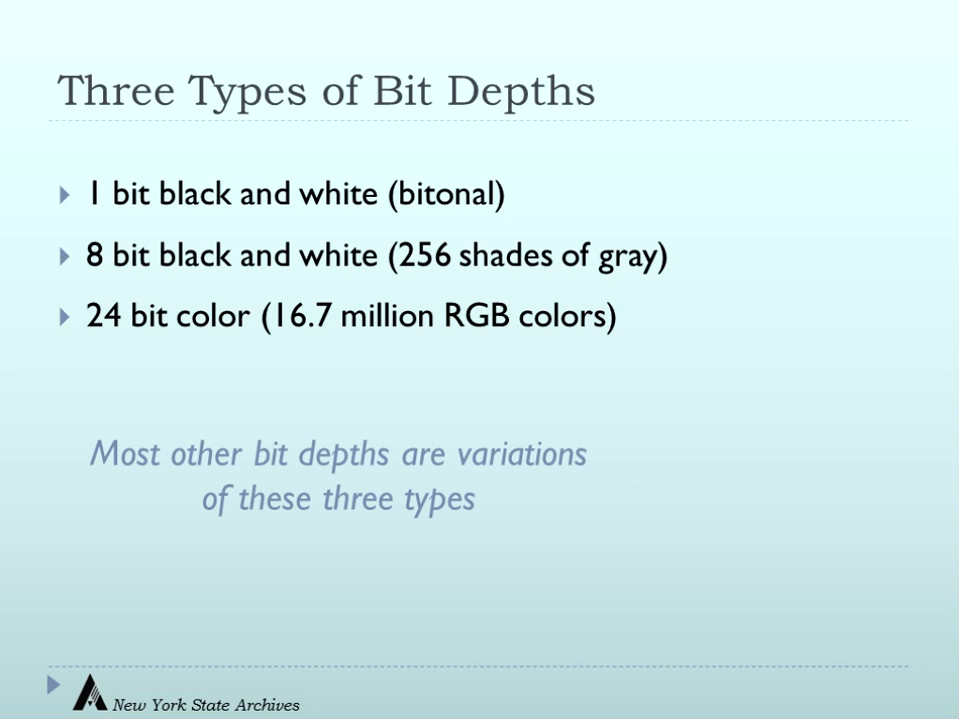 Three Types of Bit Depths
1 bit black and white (bitonal)
8 bit black and white (256 shades of gray)
24 bit color (16.7 million RGB colors)
Most other bit depths are variations
of these three types
New York State Archives